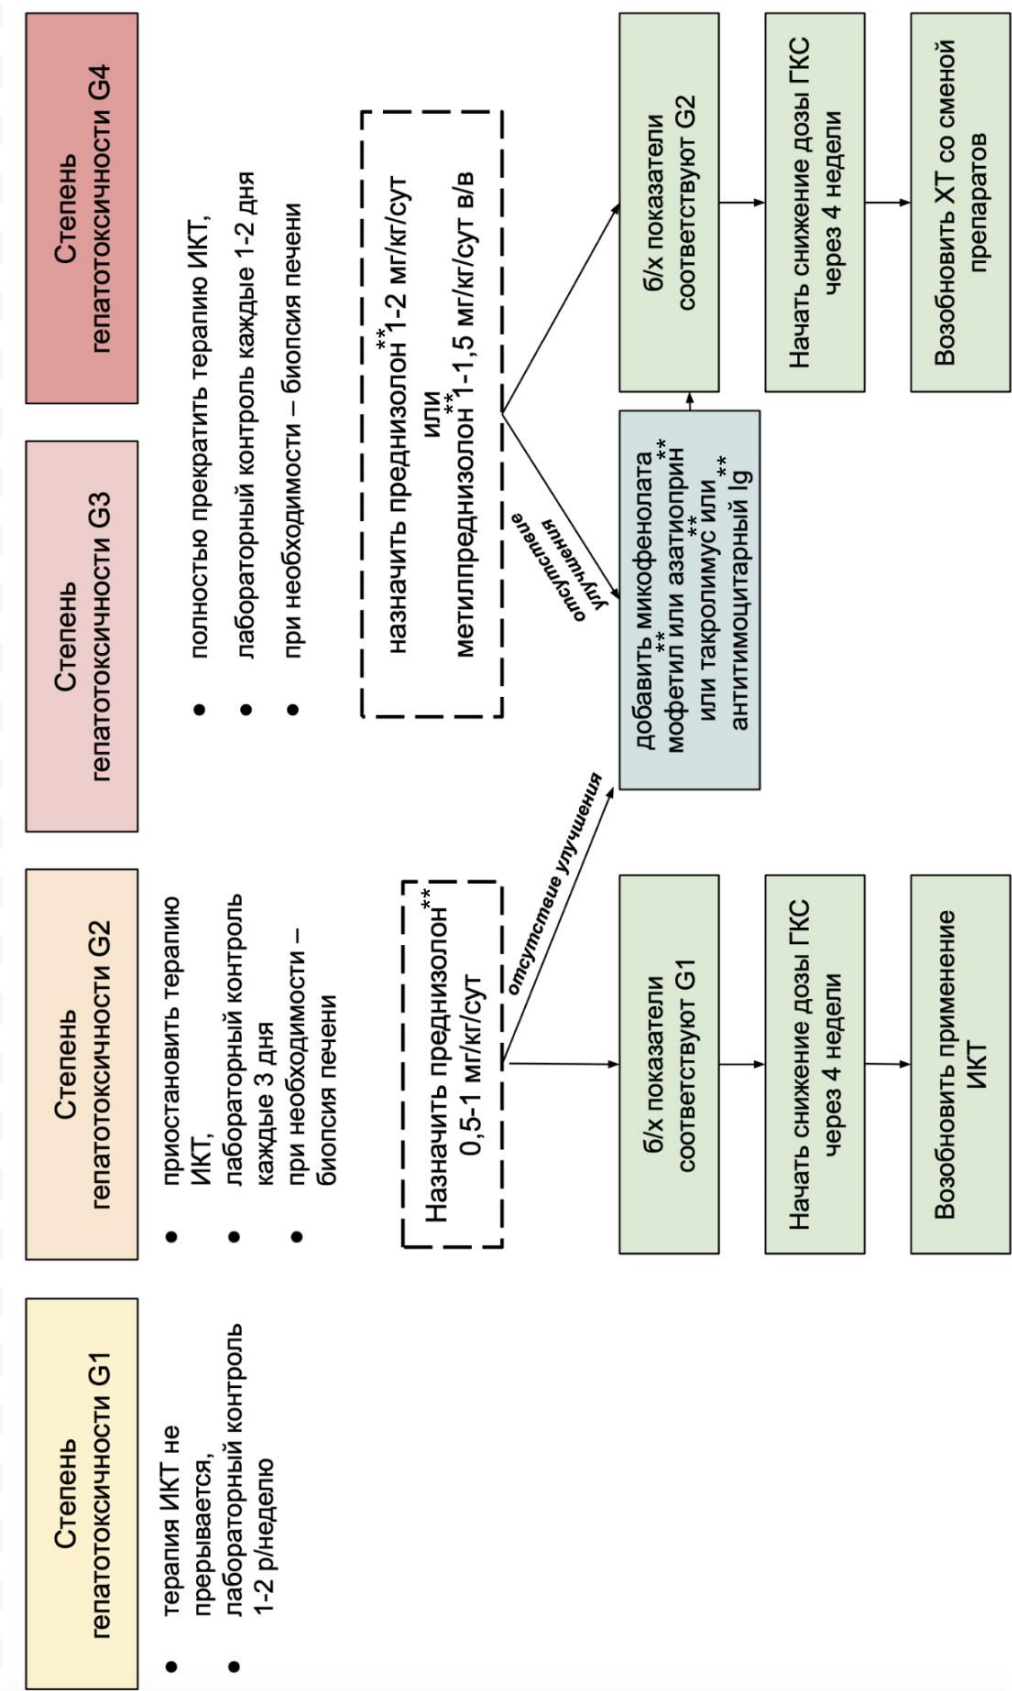 Степень
гепатотоксичности G1
Степень
гепатотоксичности G2
Степень
гепатотоксичности G3
Степень
гепатотоксичности G4
● терапия ИКТ не
прерывается,
● лабораторный контроль
1-2 р/неделю
● приостановить терапию
ИКТ,
● лабораторный контроль
каждые 3 дня
● при необходимости –
биопсия печени
● полностью прекратить терапию ИКТ,
● лабораторный контроль каждые 1-2 дня
● при необходимости – биопсия печени
Назначить преднизолон**
0,5-1 мг/кг/сут
назначить преднизолон** 1-2 мг/кг/сут
или
метилпреднизолон** 1-1,5 мг/кг/сут в/в
отсутствие улучшения
отсутствие
улучшения
б/х показатели
соответствуют G1
добавить микофенолата
мофетил** или азатиоприн**
или такролимус** или
антитимоцитарный Ig**
б/х показатели
соответствуют G2
Начать снижение дозы ГКС
через 4 недели
Начать снижение дозы ГКС
через 4 недели
Возобновить применение
ИКТ
Возобновить ХТ со сменой
препаратов